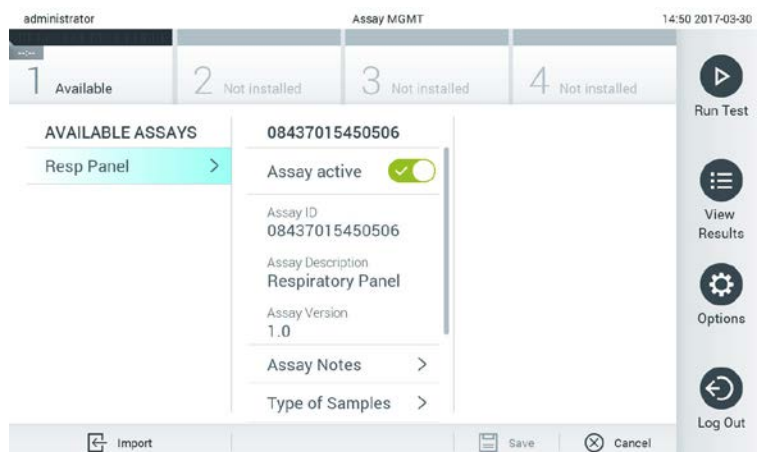 administrator Assay MGMT 14:50 2017-03-30
--:--
1 Available
2 Not installed
3 Not installed
4 Not installed
Run Test
AVAILABLE ASSAYS
Resp Panel >
08437015450506
Assay active
Assay ID
08437015450506
Assay Description
Respiratory Panel
Assay Version
1.0
Assay Notes >
Type of Samples >
View
Results
Options
Log Out
Import
Save
Cancel